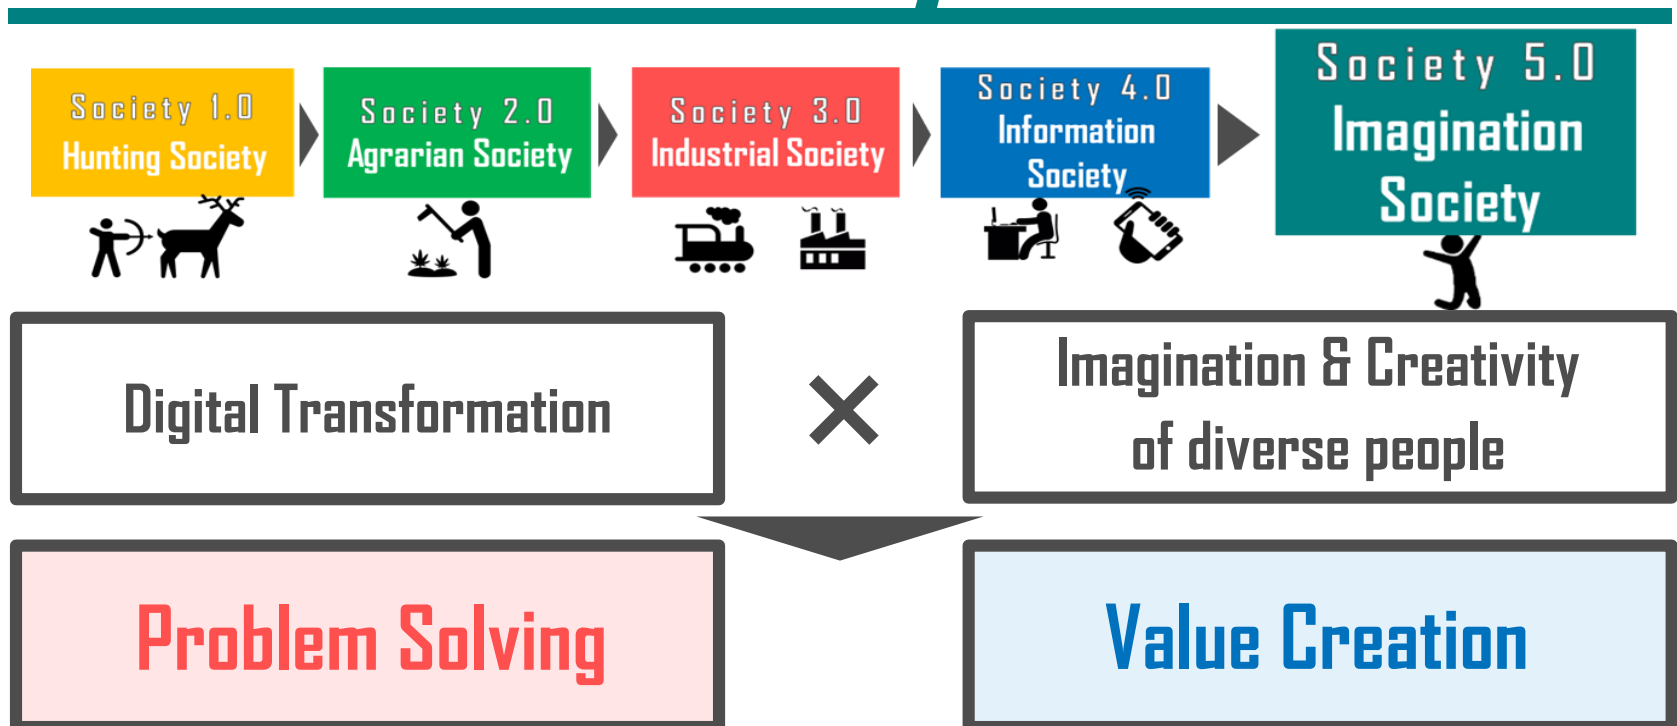 Society 1.0
Hunting Society
Society 2.0
Agrarian Society
Society 3.0
Industrial Society
Society 4.0
Information
Society
Society 5.0
Imagination
Society
Digital Transformation
×
Imagination & Creativity
of diverse people
Problem Solving
Value Creation